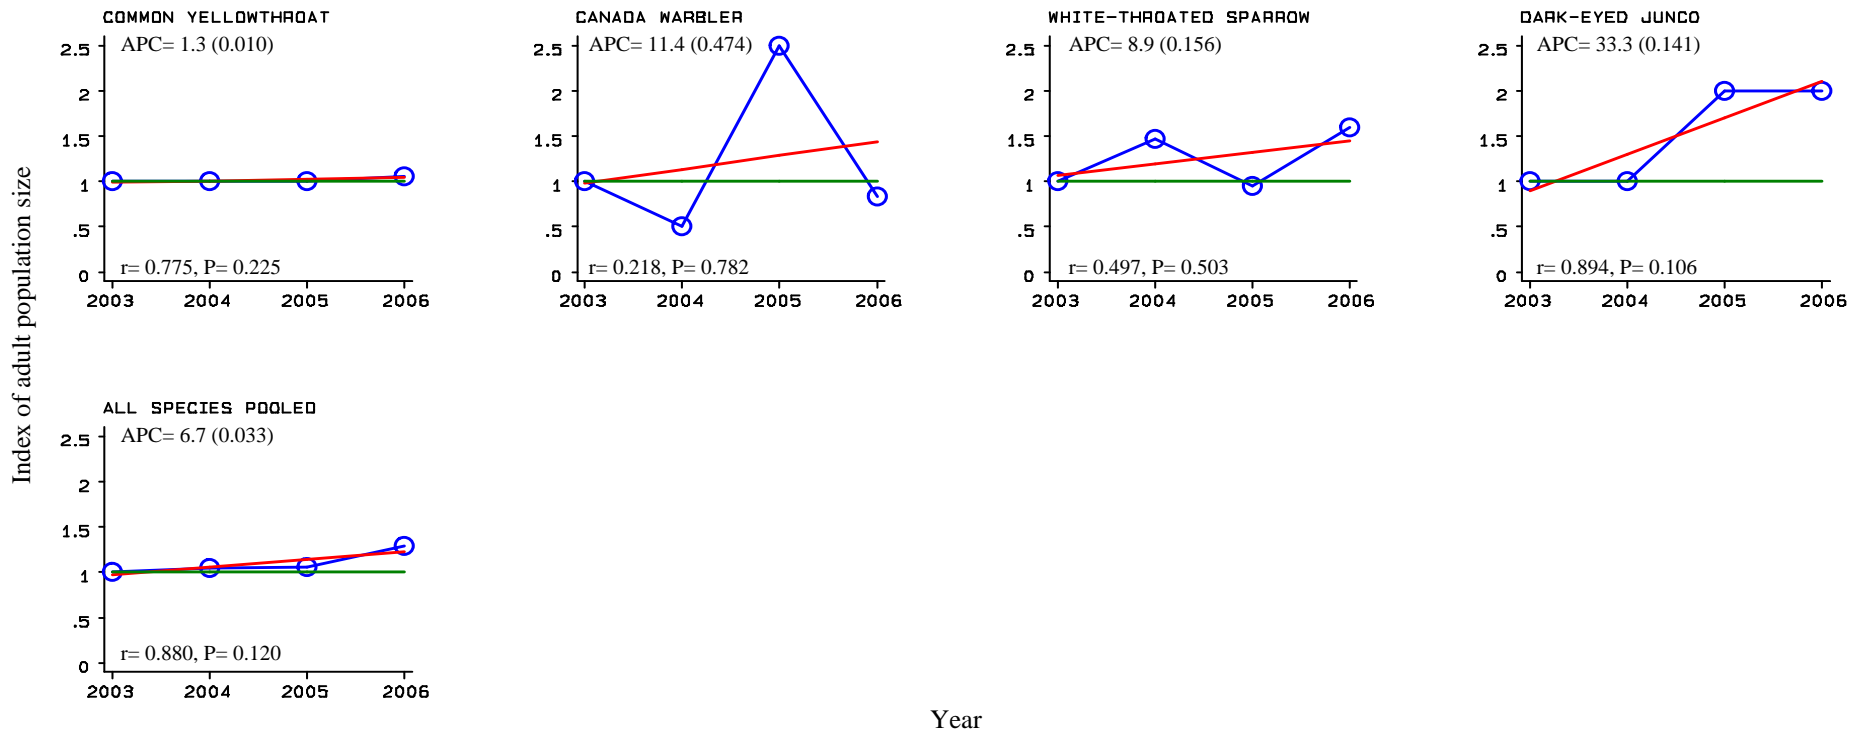 COMMON YELLOWTHROAT
APC= 1.3 (0.010)
2.5
2
1.5
1
.5
0
r= 0.775, P= 0.225
2003 2004 2005 2006
CANADA WARBLER
APC= 11.4 (0.474)
2.5
2
1.5
1
.5
0
r= 0.218, P= 0.782
2003 2004 2005 2006
WHITE-THROATED SPARROW
APC= 8.9 (0.156)
2.5
2
1.5
1
.5
0
r= 0.497, P= 0.503
2003 2004 2005 2006
DARK-EYED JUNCO
APC= 33.3 (0.141)
2.5
2
1.5
1
.5
0
r= 0.894, P= 0.106
2003 2004 2005 2006
Index of adult population size
ALL SPECIES POOLED
APC= 6.7 (0.033)
2.5
2
1.5
1
.5
0
r= 0.880, P= 0.120
2003 2004 2005 2006
Year